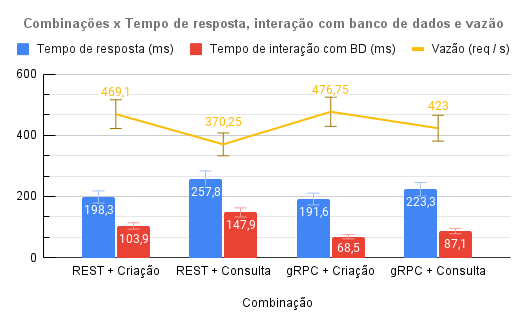 Combinações x Tempo de resposta, interação com banco de dados e vazão
Tempo de resposta (ms) Tempo de interação com BD (ms) Vazão (req / s)
600
400
200
0
469,1
370,25
476,75
423
198,3
103,9
257,8
147,9
191,6
68,5
223,3
87,1
REST + Criação
REST + Consulta
gRPC + Criação
gRPC + Consulta
Combinação